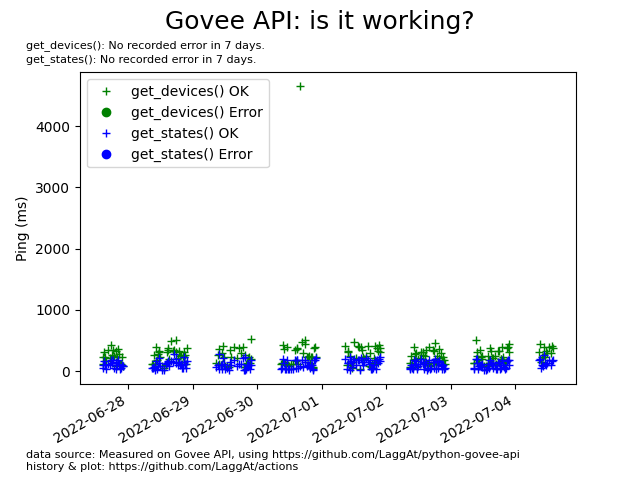 Govee API: is it working?
get_devices(): No recorded error in 7 days.
get_states(): No recorded error in 7 days.
get_devices() OK
get_devices() Error
get_states() OK
get_states() Error
Ping (ms)
4000
3000
2000
1000
0
2022-06-28
2022-06-29
2022-06-30
2022-07-01
2022-07-02
2022-07-03
2022-07-04
data source: Measured on Govee API, using https://github.com/LaggAt/python-govee-api
history & plot: https://github.com/LaggAt/actions